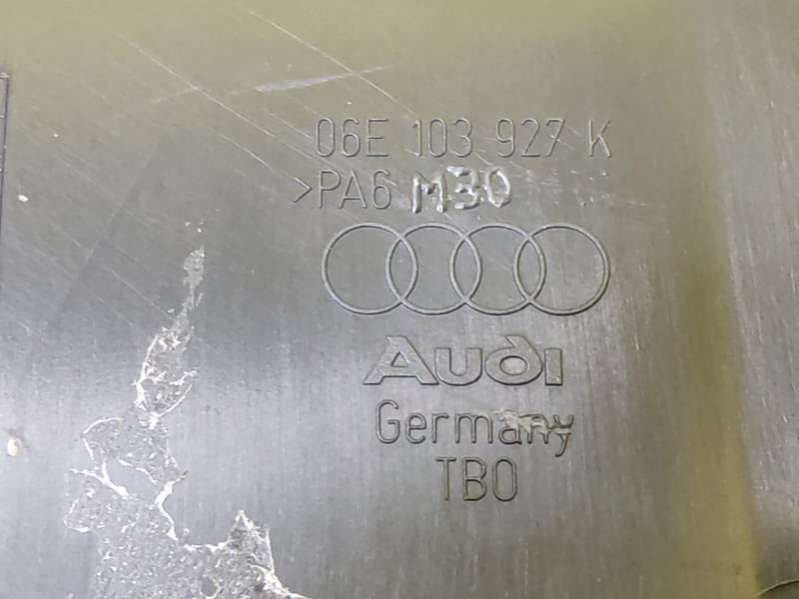 06E 103 927 K
>PA6 M30
Audi
Germany
TBO